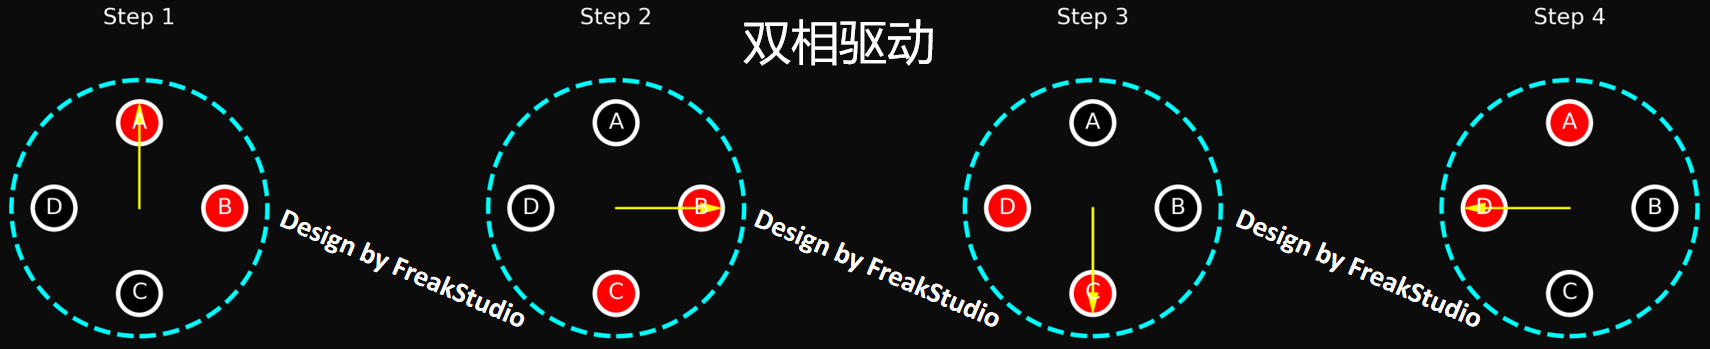 Step 1
Step 2
双相驱动
Step 3
Step 4
A
D
B
C
Design by FreakStudio
A
D
B
C
Design by FreakStudio
A
D
B
C
Design by FreakStudio
A
D
B
C